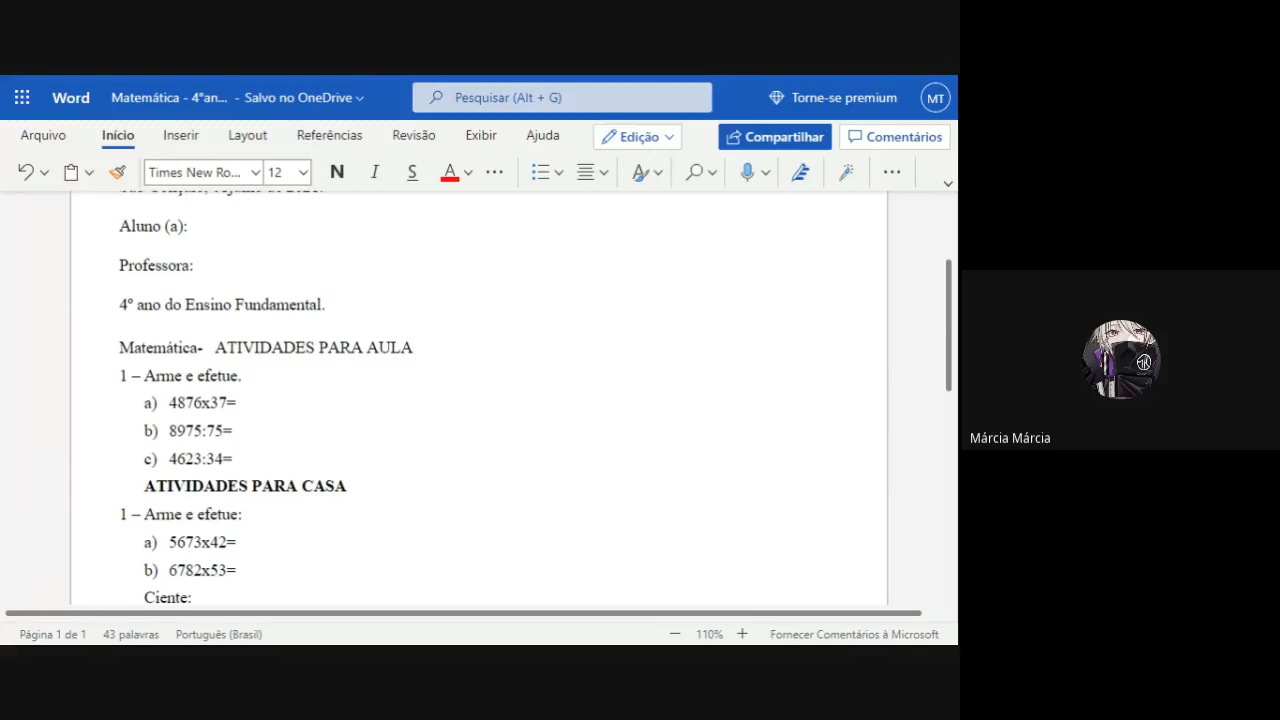 Word Matemática - 4°an... - Salvo no OneDrive Pesquisar (Alt + G) Torne-se premium MT
Arquivo Início Inserir Layout Referências Revisão Exibir Ajuda Edição Compartilhar Comentários
Times New Ro... 12 N I S A
Aluno (a):
Professora:
4º ano do Ensino Fundamental.
Matemática- ATIVIDADES PARA AULA
1 – Arme e efetue.
a) 4876x37=
b) 8975:75=
c) 4623:34=
ATIVIDADES PARA CASA
1 – Arme e efetue:
a) 5673x42=
b) 6782x53=
Ciente:
Página 1 de 1 43 palavras Português (Brasil) 110% Fornecer Comentários à Microsoft
Márcia Márcia